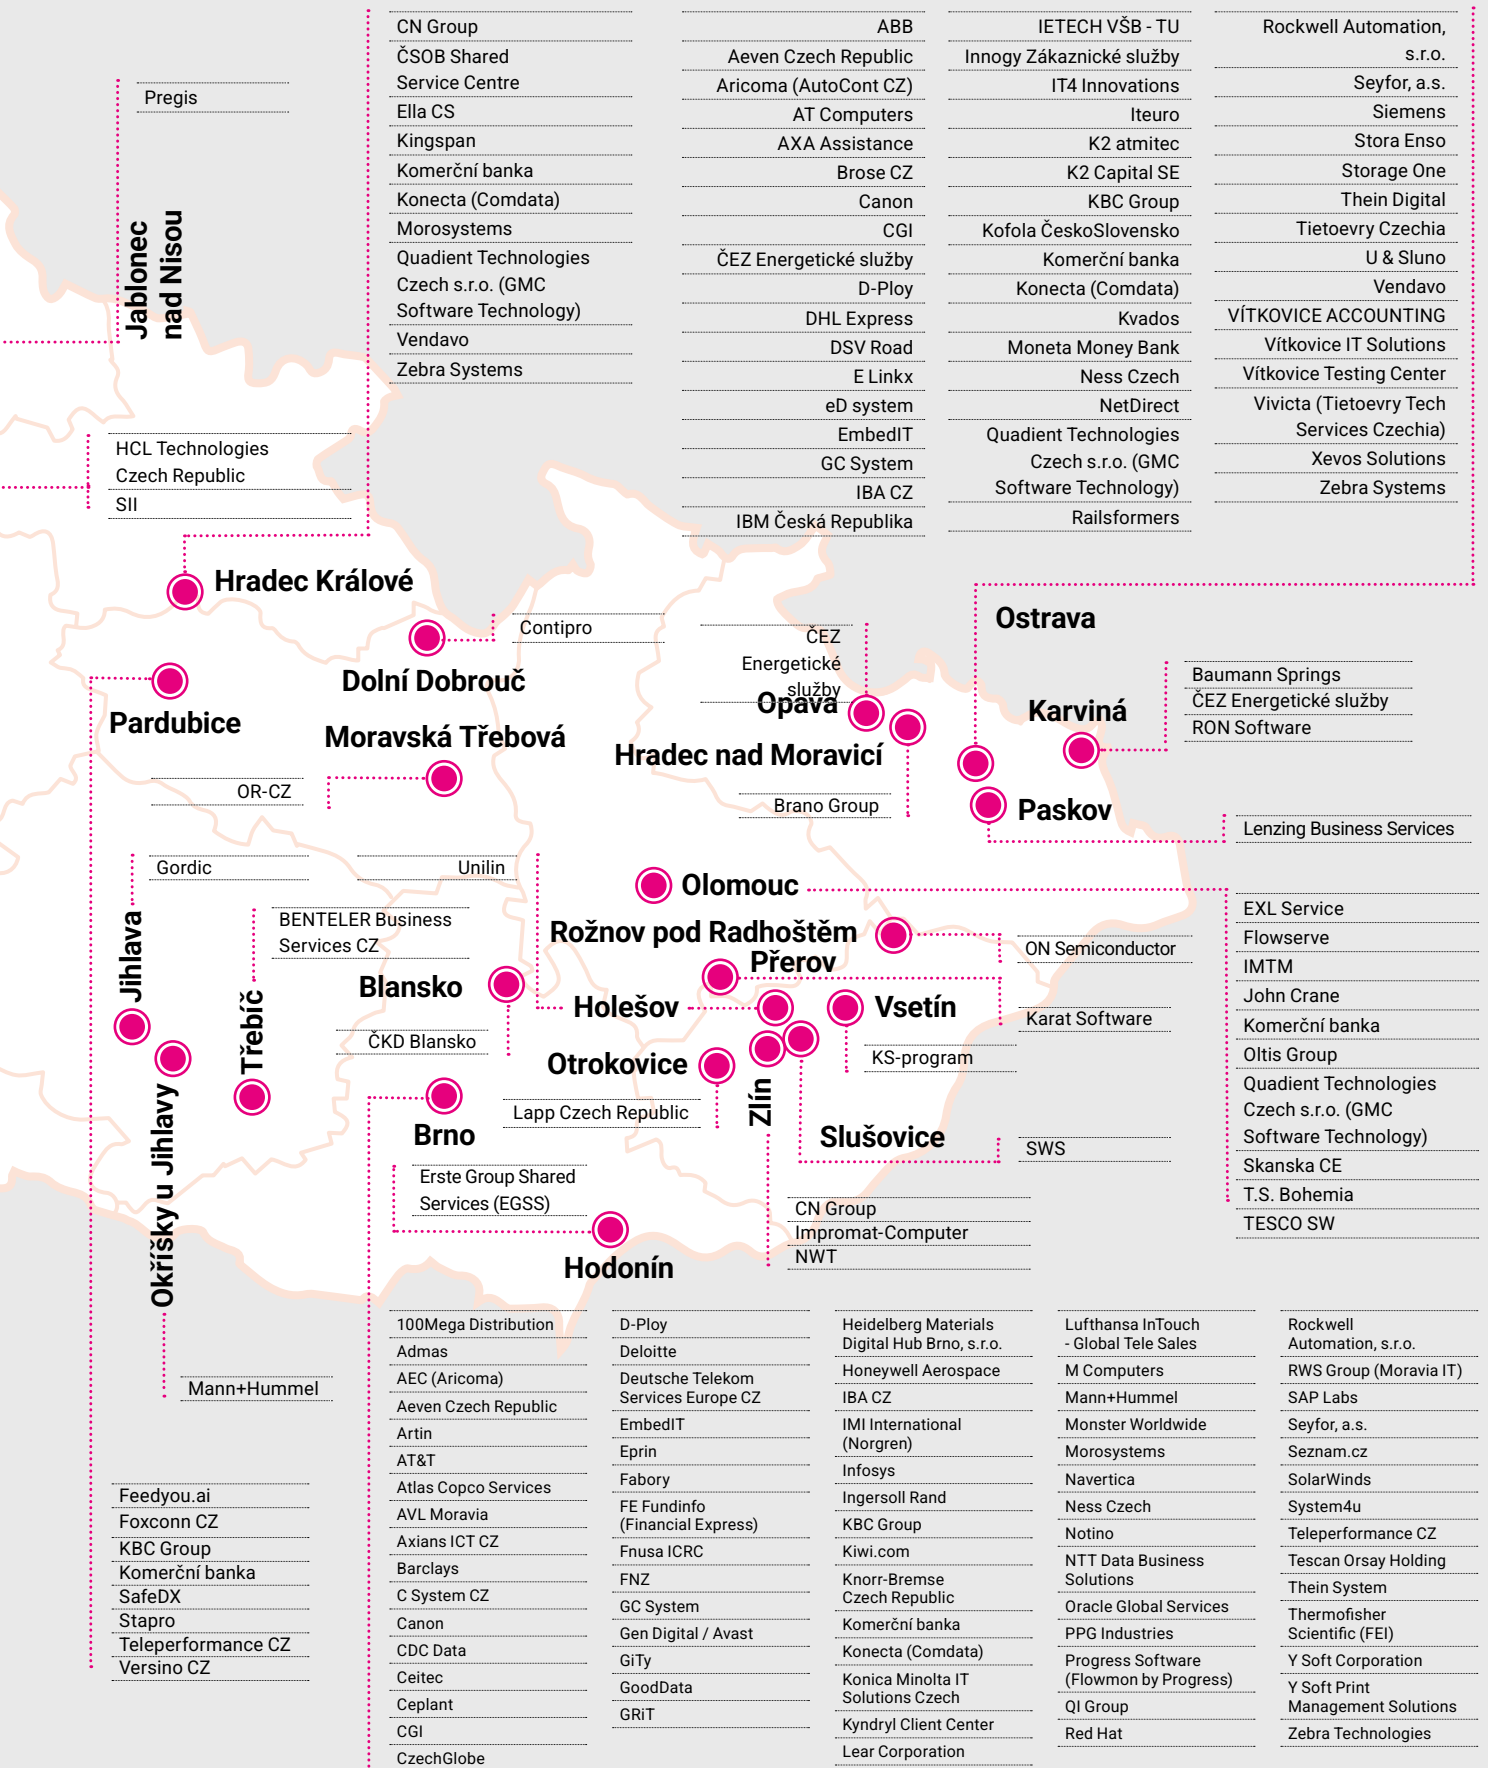 CN Group
ČSOB Shared
Service Centre
Ella CS
Kingspan
Komerční banka
Konecta (Comdata)
Morosystems
Quadient Technologies
Czech s.r.o. (GMC
Software Technology)
Vendavo
Zebra Systems
ABB
Aeven Czech Republic
Aricoma (AutoCont CZ)
AT Computers
AXA Assistance
Brose CZ
Canon
CGI
ČEZ Energetické služby
D-Ploy
DHL Express
DSV Road
E Linkx
eD system
EmbedIT
GC System
IBA CZ
IBM Česká Republika
IETECH VŠB - TU
Innogy Zákaznické služby
IT4 Innovations
Iteuro
K2 atmitec
K2 Capital SE
KBC Group
Kofola ČeskoSlovensko
Komerční banka
Konecta (Comdata)
Kvados
Moneta Money Bank
Ness Czech
NetDirect
Quadient Technologies
Czech s.r.o. (GMC
Software Technology)
Railsformers
Rockwell Automation,
s.r.o.
Seyfor, a.s.
Siemens
Stora Enso
Storage One
Thein Digital
Tietoevry Czechia
U & Sluno
Vendavo
VÍTKOVICE ACCOUNTING
Vítkovice IT Solutions
Vítkovice Testing Center
Vivicta (Tietoevry Tech
Services Czechia)
Xevos Solutions
Zebra Systems
Pregis
Jablonec
nad Nisou
HCL Technologies
Czech Republic
SII
Hradec Králové
Contipro
Dolní Dobrouč
Pardubice
Moravská Třebová
OR-CZ
ČEZ
Energetické
služby
Opava
Hradec nad Moravicí
Brano Group
Ostrava
Karviná
Baumann Springs
ČEZ Energetické služby
RON Software
Paskov
Lenzing Business Services
Gordic
Jihlava
Unilin
BENTELER Business
Services CZ
Třebíč
Okříšky u Jihlavy
Mann+Hummel
Olomouc
EXL Service
Flowserve
IMTM
John Crane
Komerční banka
Oltis Group
Quadient Technologies
Czech s.r.o. (GMC
Software Technology)
Skanska CE
T.S. Bohemia
TESCO SW
Rožnov pod Radhoštěm
ON Semiconductor
Přerov
Karat Software
Blansko
ČKD Blansko
Holešov
Vsetín
KS-program
Otrokovice
Lapp Czech Republic
Zlín
Slušovice
SWS
CN Group
Impromat-Computer
NWT
Brno
Erste Group Shared
Services (EGSS)
Hodonín
Feedyou.ai
Foxconn CZ
KBC Group
Komerční banka
SafeDX
Stapro
Teleperformance CZ
Versino CZ
100Mega Distribution
Admas
AEC (Aricoma)
Aeven Czech Republic
Artin
AT&T
Atlas Copco Services
AVL Moravia
Axians ICT CZ
Barclays
C System CZ
Canon
CDC Data
Ceitec
Ceplant
CGI
CzechGlobe
D-Ploy
Deloitte
Deutsche Telekom
Services Europe CZ
EmbedIT
Eprin
Fabory
FE Fundinfo
(Financial Express)
Fnusa ICRC
FNZ
GC System
Gen Digital / Avast
GiTy
GoodData
GRiT
Heidelberg Materials
Digital Hub Brno, s.r.o.
Honeywell Aerospace
IBA CZ
IMI International
(Norgren)
Infosys
Ingersoll Rand
KBC Group
Kiwi.com
Knorr-Bremse
Czech Republic
Komerční banka
Konecta (Comdata)
Konica Minolta IT
Solutions Czech
Kyndryl Client Center
Lear Corporation
Lufthansa InTouch
- Global Tele Sales
M Computers
Mann+Hummel
Monster Worldwide
Morosystems
Navertica
Ness Czech
Notino
NTT Data Business
Solutions
Oracle Global Services
PPG Industries
Progress Software
(Flowmon by Progress)
QI Group
Red Hat
Rockwell
Automation, s.r.o.
RWS Group (Moravia IT)
SAP Labs
Seyfor, a.s.
Seznam.cz
SolarWinds
System4u
Teleperformance CZ
Tescan Orsay Holding
Thein System
Thermofisher
Scientific (FEI)
Y Soft Corporation
Y Soft Print
Management Solutions
Zebra Technologies